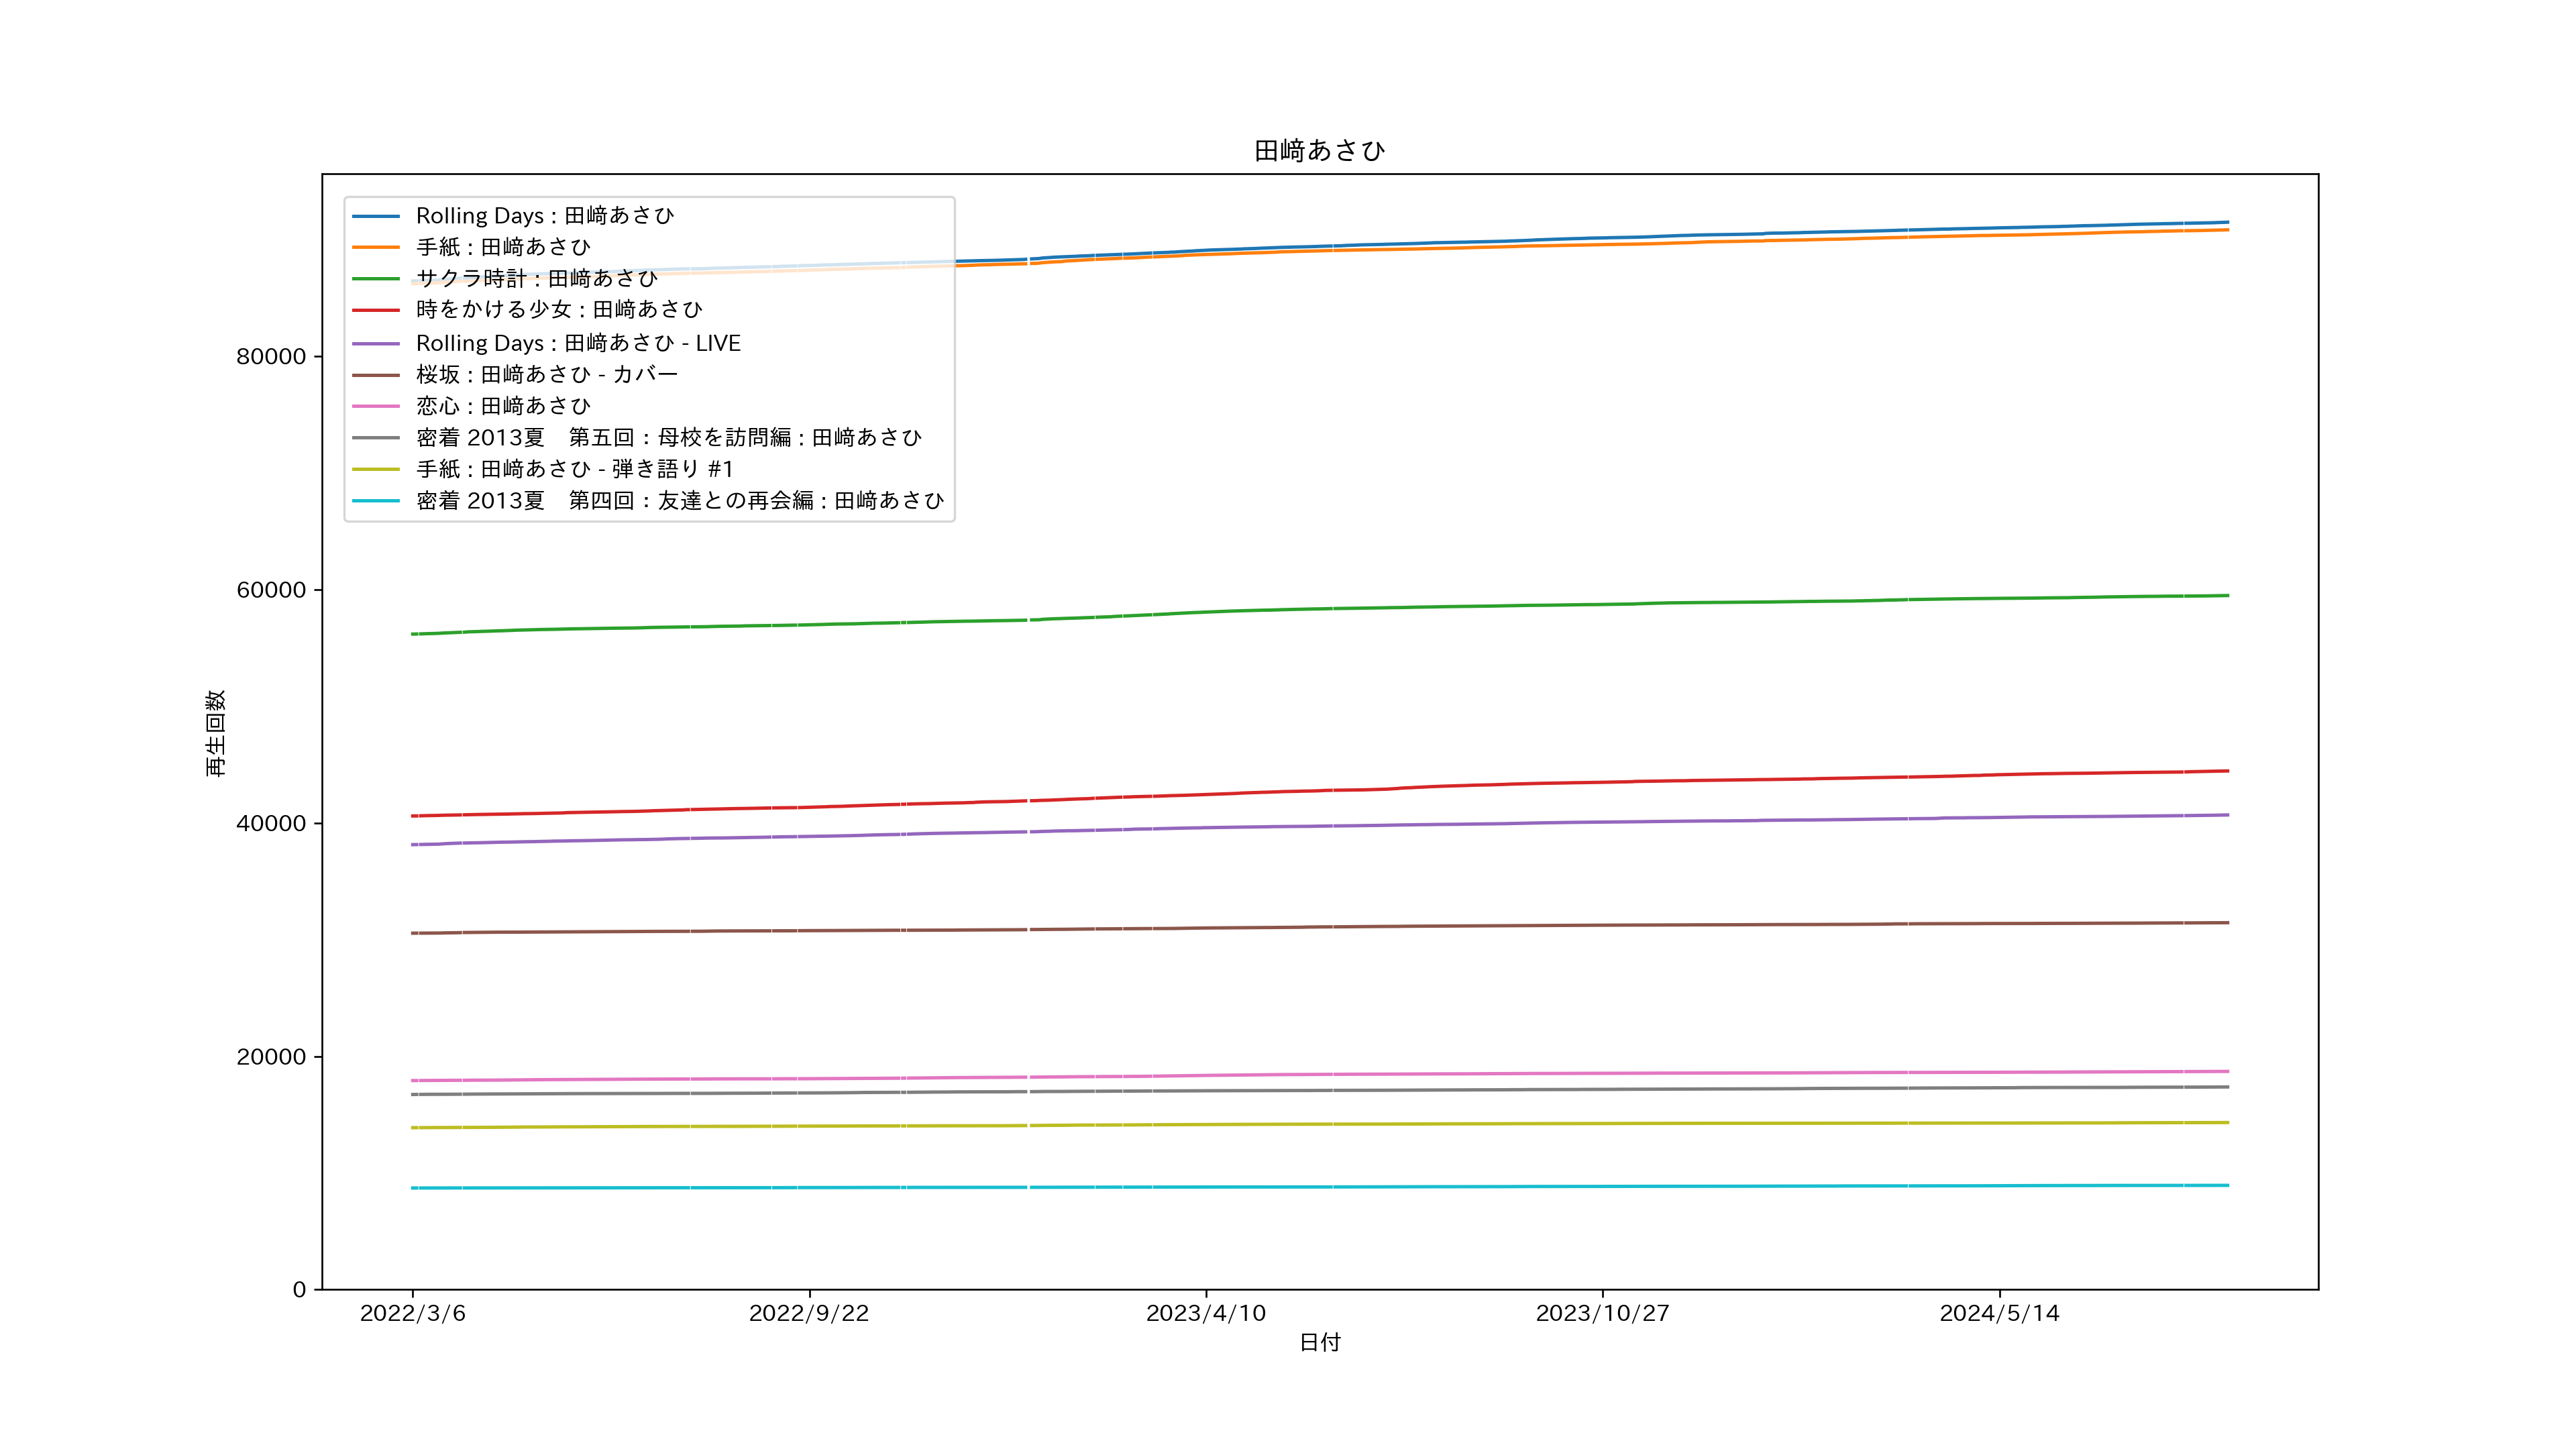 田﨑あさひ
Rolling Days : 田﨑あさひ
手紙 : 田﨑あさひ
サクラ時計 : 田﨑あさひ
時をかける少女 : 田﨑あさひ
Rolling Days : 田﨑あさひ - LIVE
桜坂 : 田﨑あさひ - カバー
恋心 : 田﨑あさひ
密着 2013夏　第五回：母校を訪問編 : 田﨑あさひ
手紙 : 田﨑あさひ - 弾き語り #1
密着 2013夏　第四回：友達との再会編 : 田﨑あさひ
80000
60000
40000
20000
0
再生回数
2022/3/6 2022/9/22 2023/4/10 2023/10/27 2024/5/14
日付